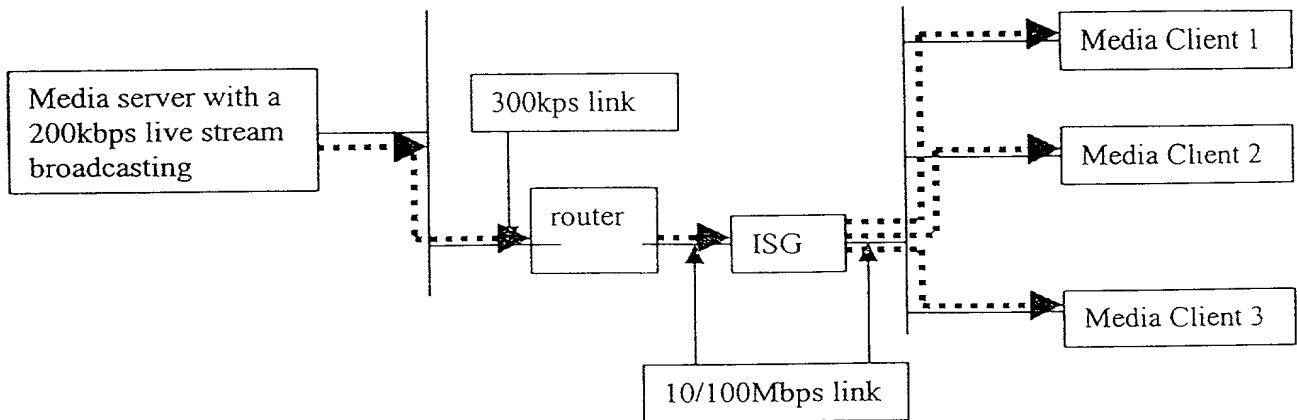 Media server with a
200kbps live stream
broadcasting
300kps link
router
ISG
10/100Mbps link
Media Client 1
Media Client 2
Media Client 3